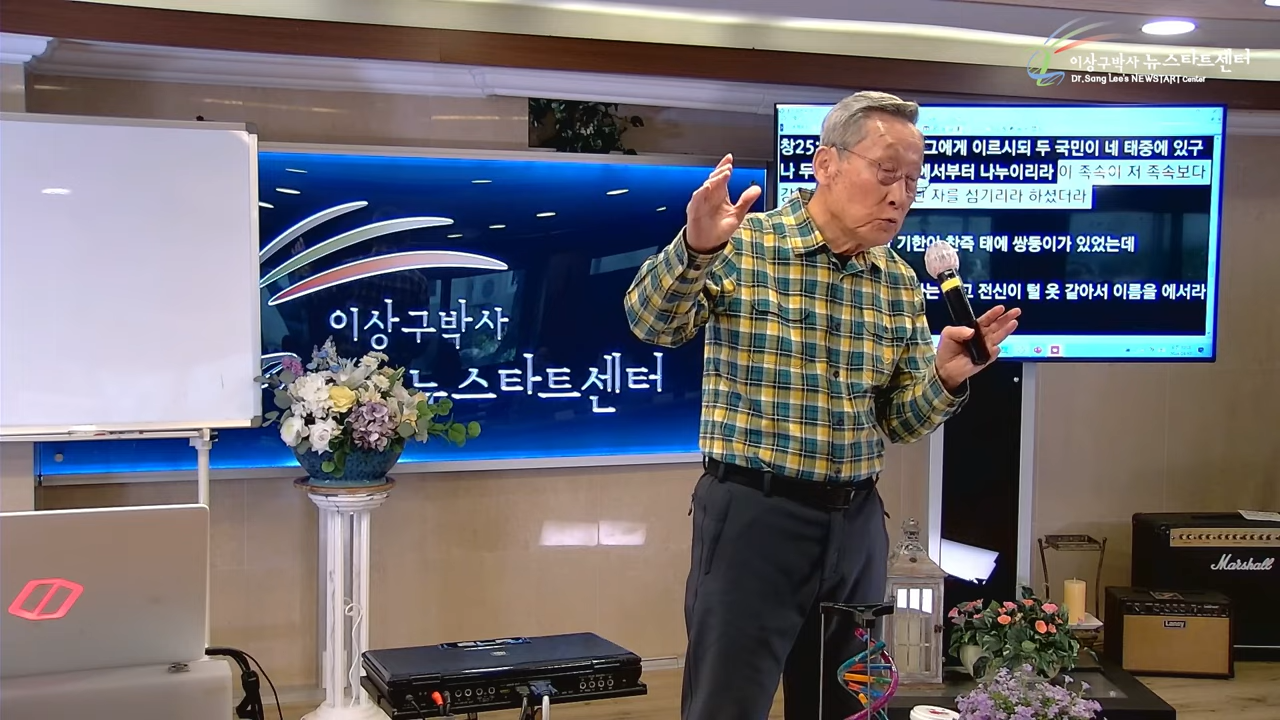 이상구박사 뉴스타트센터
Dr. Sang Lee's NEWSTART Center
창25: 그에게 이르시되 두 국민이 네 태중에 있구
나 두 에서부터 나누이리라 이 족속이 저 족속보다
자를 섬기리라 하셨더라
기한이 찬즉 태에 쌍둥이가 있었는데
전신이 털 옷 같아서 이름을 에서라
이상구박사
뉴스타트센터
Marshall
Laney